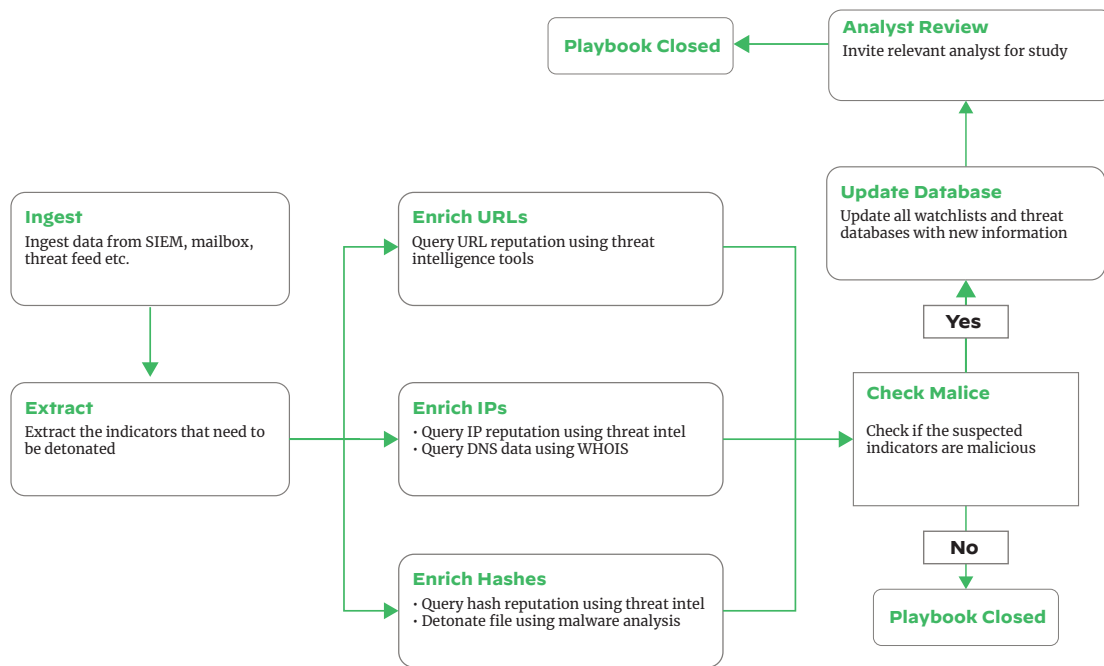 Ingest
Ingest data from SIEM, mailbox,
threat feed etc.
Extract
Extract the indicators that need to
be detonated
Enrich URLs
Query URL reputation using threat
intelligence tools
Enrich IPs
• Query IP reputation using threat intel
• Query DNS data using WHOIS
Enrich Hashes
• Query hash reputation using threat intel
• Detonate file using malware analysis
Check Malice
Check if the suspected
indicators are malicious
Yes
Update Database
Update all watchlists and threat
databases with new information
Analyst Review
Invite relevant analyst for study
Playbook Closed
No
Playbook Closed